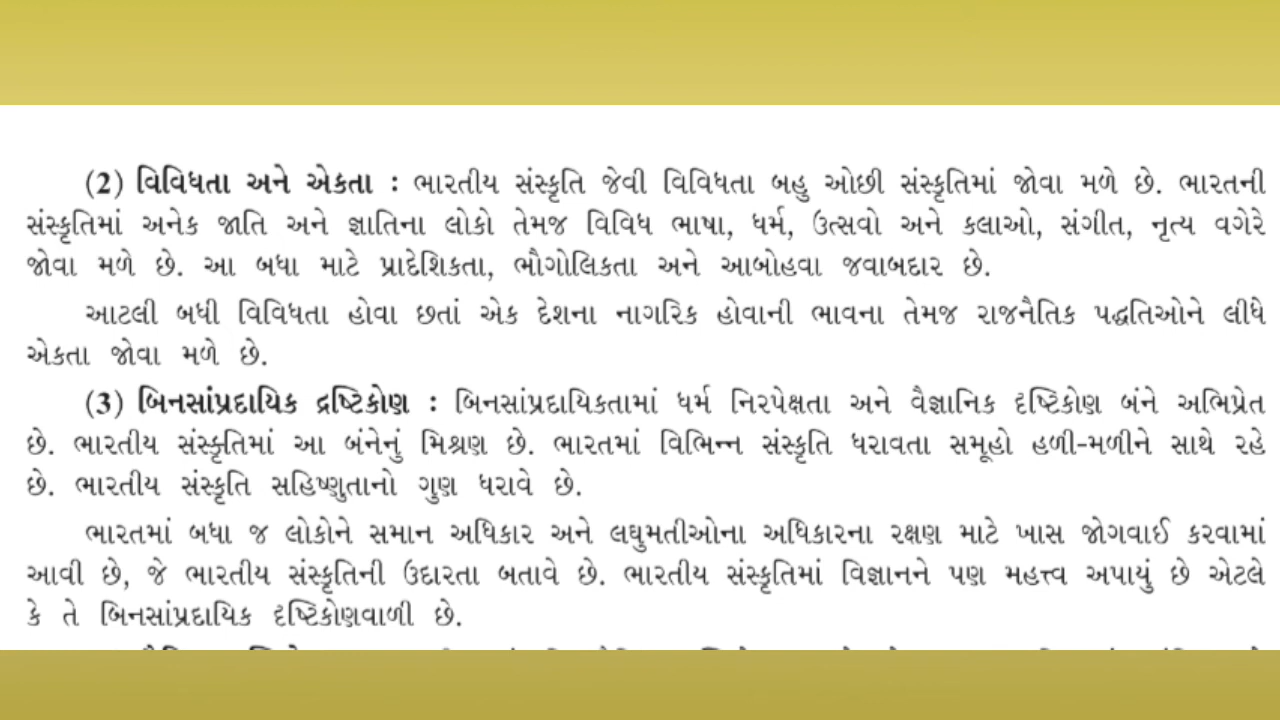 (2) વિવિધતા અને એકતા : ભારતીય સંસ્કૃતિ જેવી વિવિધતા બહુ ઓછી સંસ્કૃતિમાં જોવા મળે છે. ભારતની
સંસ્કૃતિમાં અનેક જાતિ અને જ્ઞાતિના લોકો તેમજ વિવિધ ભાષા, ધર્મ, ઉત્સવો અને કલાઓ, સંગીત, નૃત્ય વગેરે
જોવા મળે છે. આ બધા માટે પ્રાદેશિકતા, ભૌગોલિકતા અને આબોહવા જવાબદાર છે.
આટલી બધી વિવિધતા હોવા છતાં એક દેશના નાગરિક હોવાની ભાવના તેમજ રાજનૈતિક પદ્ધતિઓને લીધે
એકતા જોવા મળે છે.
(3) બિનસાંપ્રદાયિક દ્રષ્ટિકોણ : બિનસાંપ્રદાયિકતામાં ધર્મ નિરપેક્ષતા અને વૈજ્ઞાનિક દૃષ્ટિકોણ બંને અભિપ્રેત
છે. ભારતીય સંસ્કૃતિમાં આ બંનેનું મિશ્રણ છે. ભારતમાં વિભિન્ન સંસ્કૃતિ ધરાવતા સમૂહો હળી-મળીને સાથે રહે
છે. ભારતીય સંસ્કૃતિ સહિષ્ણુતાનો ગુણ ધરાવે છે.
ભારતમાં બધા જ લોકોને સમાન અધિકાર અને લઘુમતીઓના અધિકારના રક્ષણ માટે ખાસ જોગવાઈ કરવામાં
આવી છે, જે ભારતીય સંસ્કૃતિની ઉદારતા બતાવે છે. ભારતીય સંસ્કૃતિમાં વિજ્ઞાનને પણ મહત્ત્વ અપાયું છે એટલે
કે તે બિનસાંપ્રદાયિક દૃષ્ટિકોણવાળી છે.